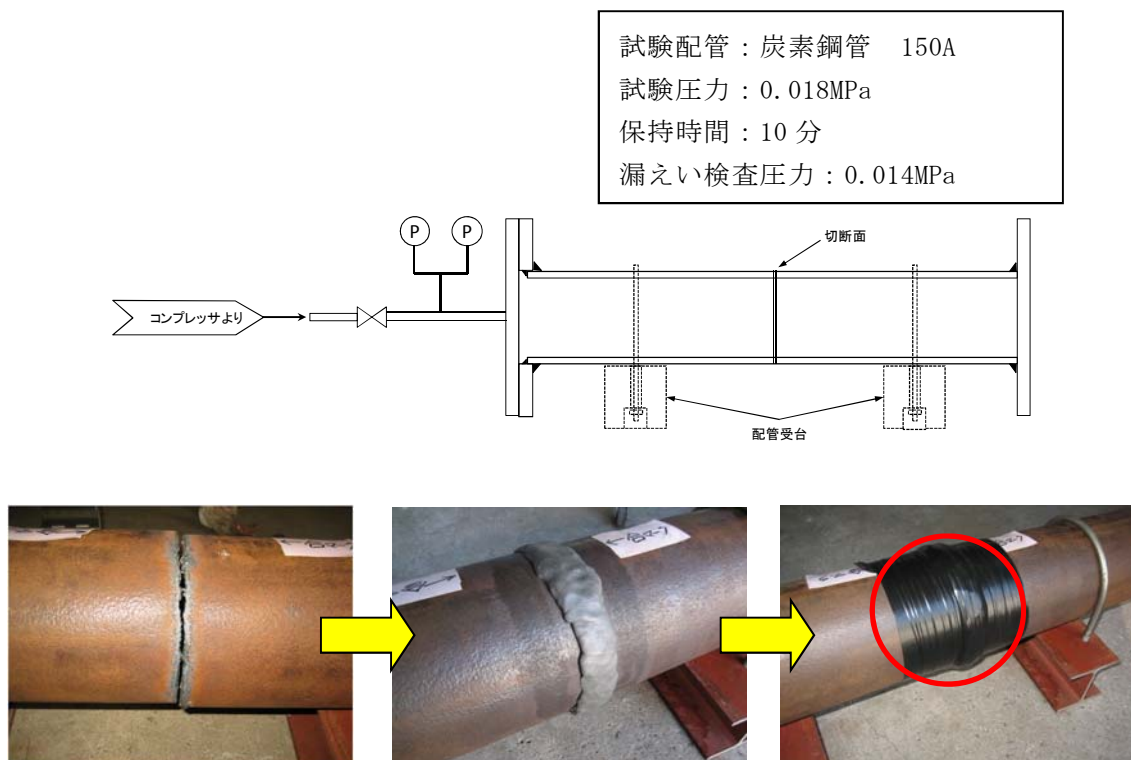 試験配管：炭素鋼管　150A
試験圧力：0.018MPa
保持時間：10 分
漏えい検査圧力：0.014MPa
P P
切断面
コンプレッサより
配管受台